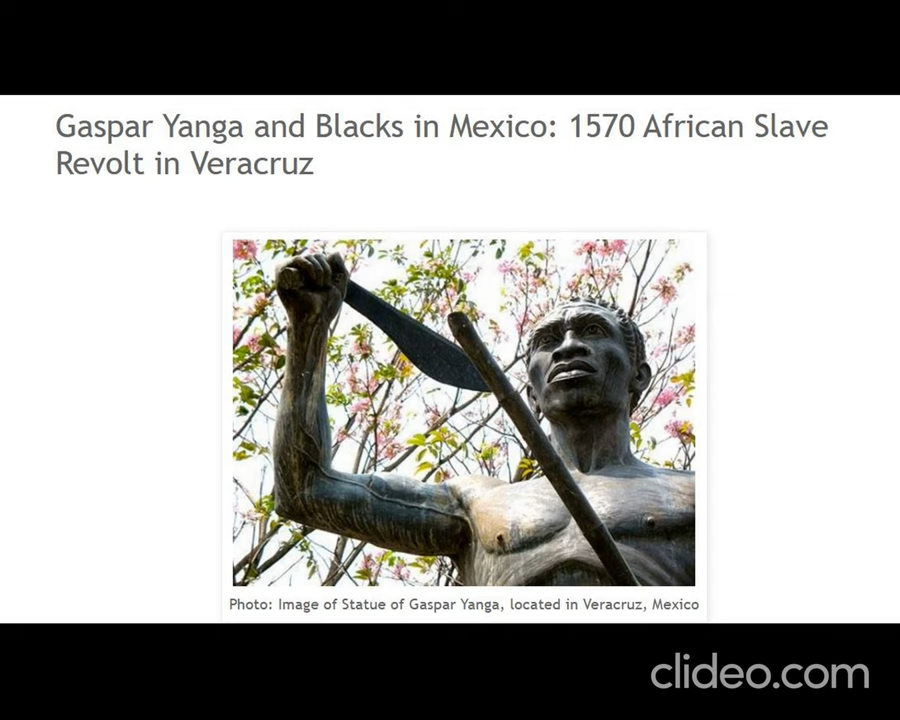 Gaspar Yanga and Blacks in Mexico: 1570 African Slave
Revolt in Veracruz
Photo: Image of Statue of Gaspar Yanga, located in Veracruz, Mexico
clideo.com